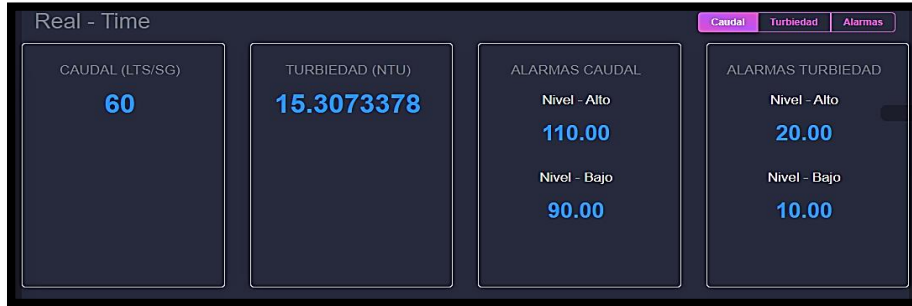 Real - Time
Caudal Turbiedad Alarmas
CAUDAL (LTS/SG)
60
TURBIEDAD (NTU)
15.3073378
ALARMAS CAUDAL
Nivel - Alto
110.00
Nivel - Bajo
90.00
ALARMAS TURBIEDAD
Nivel - Alto
20.00
Nivel - Bajo
10.00